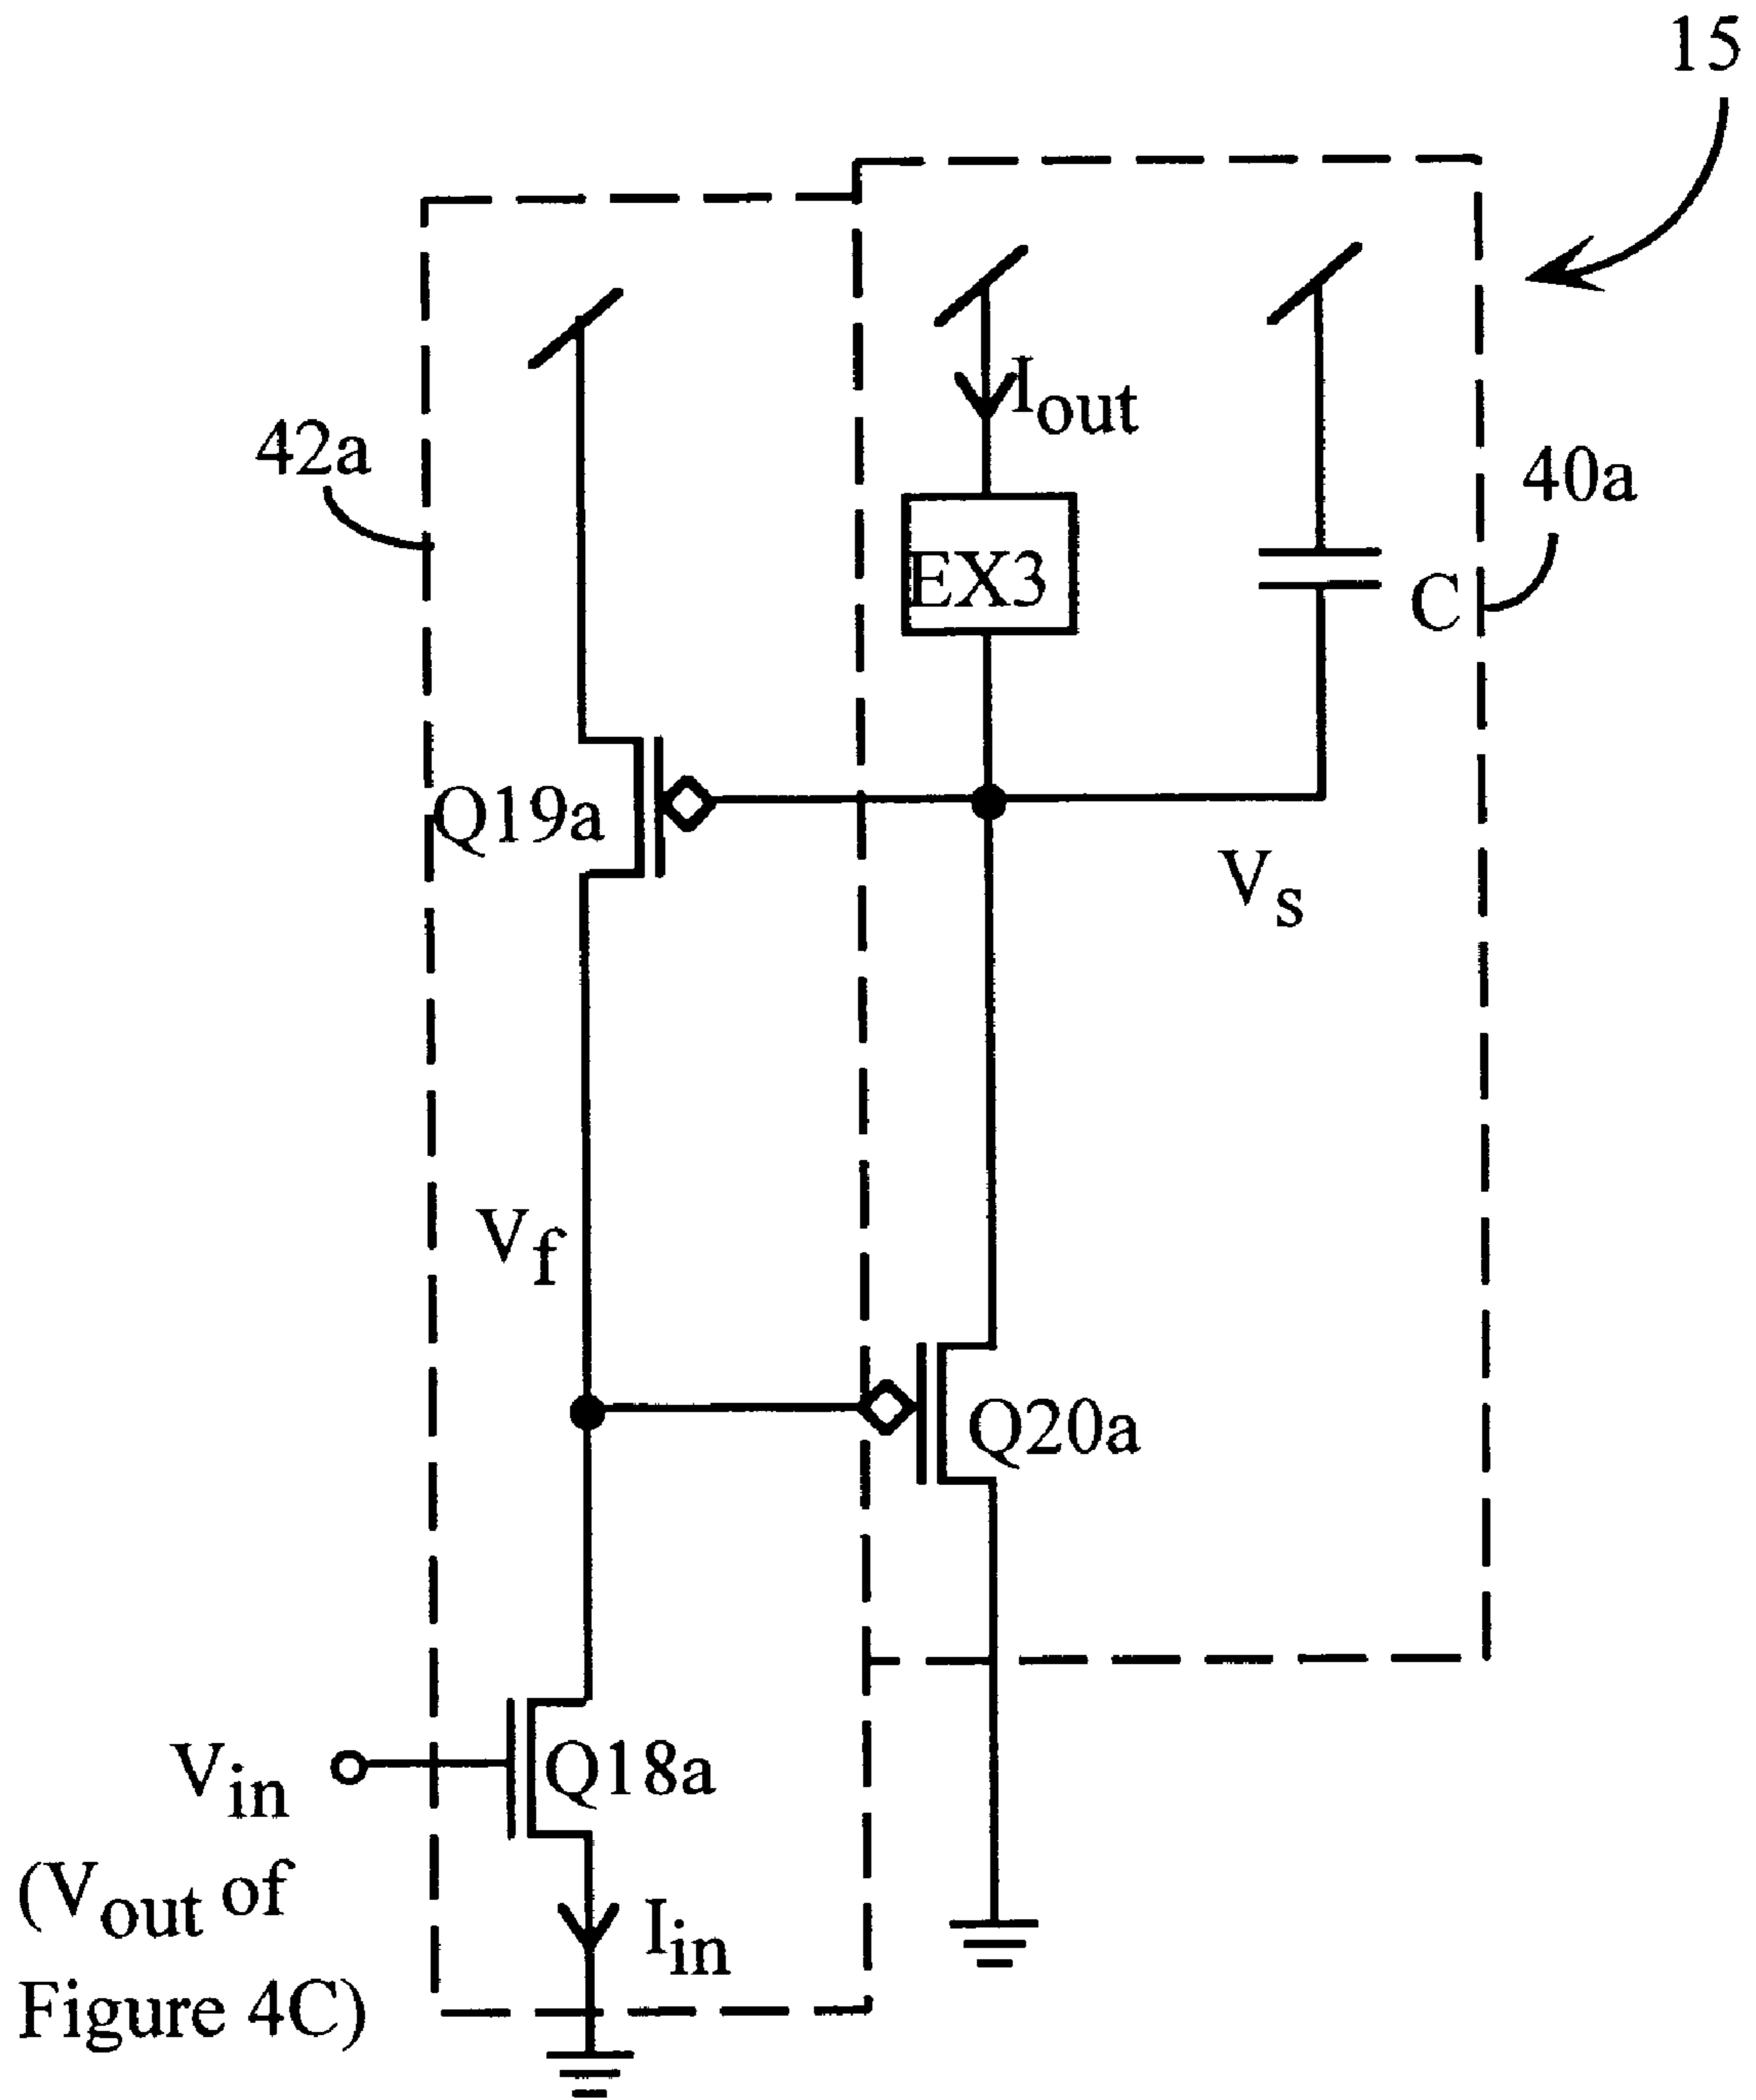 15
42a
Iout
40a
EX3
C
Q19a
Vs
Vf
Q20a
Vin
Q18a
(Vout of
Iin
Figure 4C)